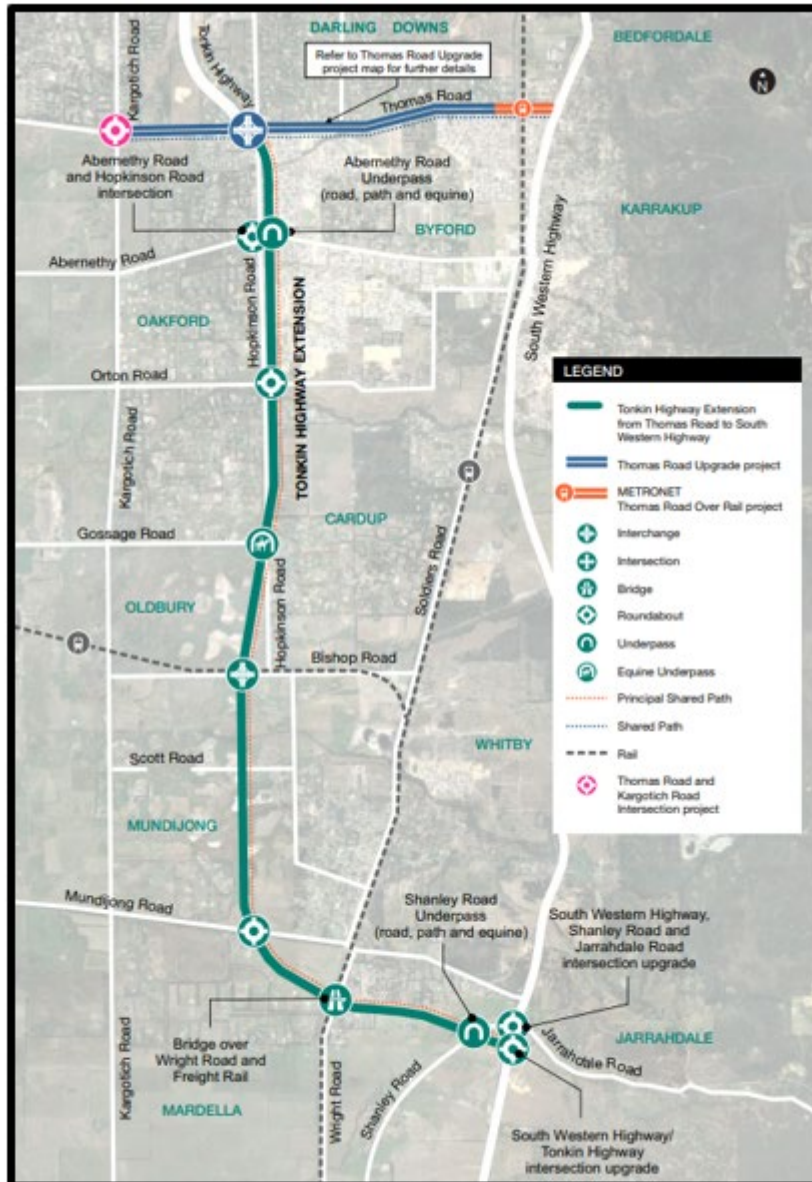 DARLING DOWNS
BEDFORDALE
Kargotich Road
Tonkin Highway
Refer to Thomas Road Upgrade
project map for further details
Thomas Road
N
Abernethy Road
and Hopkinson Road
intersection
Abernethy Road
Underpass
(road, path and equine)
KARRAKUP
BYFORD
South Western Highway
Abernethy Road
Hopkinson Road
OAKFORD
TONKIN HIGHWAY EXTENSION
Orton Road
Kargotich Road
CARDUP
Soldiers Road
Gossage Road
OLDBURY
Hopkinson Road
Bishop Road
WHITBY
Scott Road
MUNDIJONG
Mundijong Road
LEGEND
Tonkin Highway Extension
from Thomas Road to South
Western Highway
Thomas Road Upgrade project
METRONET
Thomas Road Over Rail project
Interchange
Intersection
Bridge
Roundabout
Underpass
Equine Underpass
Principal Shared Path
Shared Path
Rail
Thomas Road and
Kargotich Road
Intersection project
Shanley Road
Underpass
(road, path and equine)
South Western Highway,
Shanley Road and
Jarrahdale Road
intersection upgrade
Bridge over
Wright Road and
Freight Rail
Kargotich Road
MARDELLA
Wright Road
Shanley Road
Jarrahdale Road
JARRAHDALE
South Western Highway/
Tonkin Highway
intersection upgrade